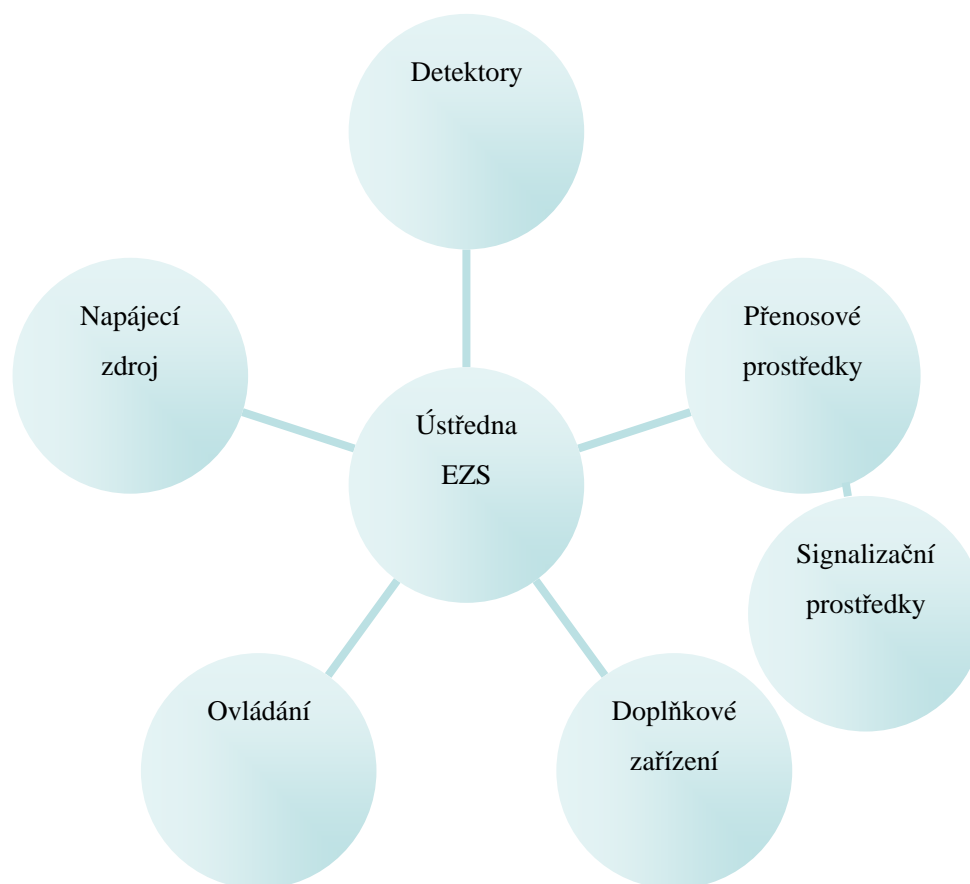 Detektory
Napájecí
zdroj
Přenosové
prostředky
Ústředna
EZS
Signalizační
prostředky
Ovládání
Doplňkové
zařízení